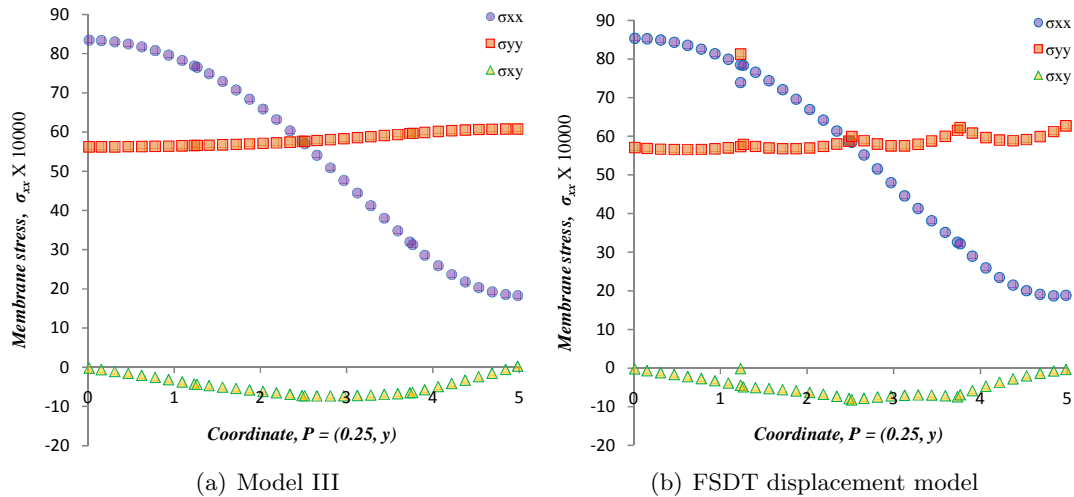 90
80
70
60
50
40
30
20
10
0
-10
-20
0 1 2 3 4 5
Membrane stress, σxx X 10000
Coordinate, P = (0.25, y)
σxx
σyy
σxy
(a) Model III
90
80
70
60
50
40
30
20
10
0
-10
-20
0 1 2 3 4 5
Membrane stress, σxx X 10000
Coordinate, P = (0.25, y)
σxx
σyy
σxy
(b) FSDT displacement model